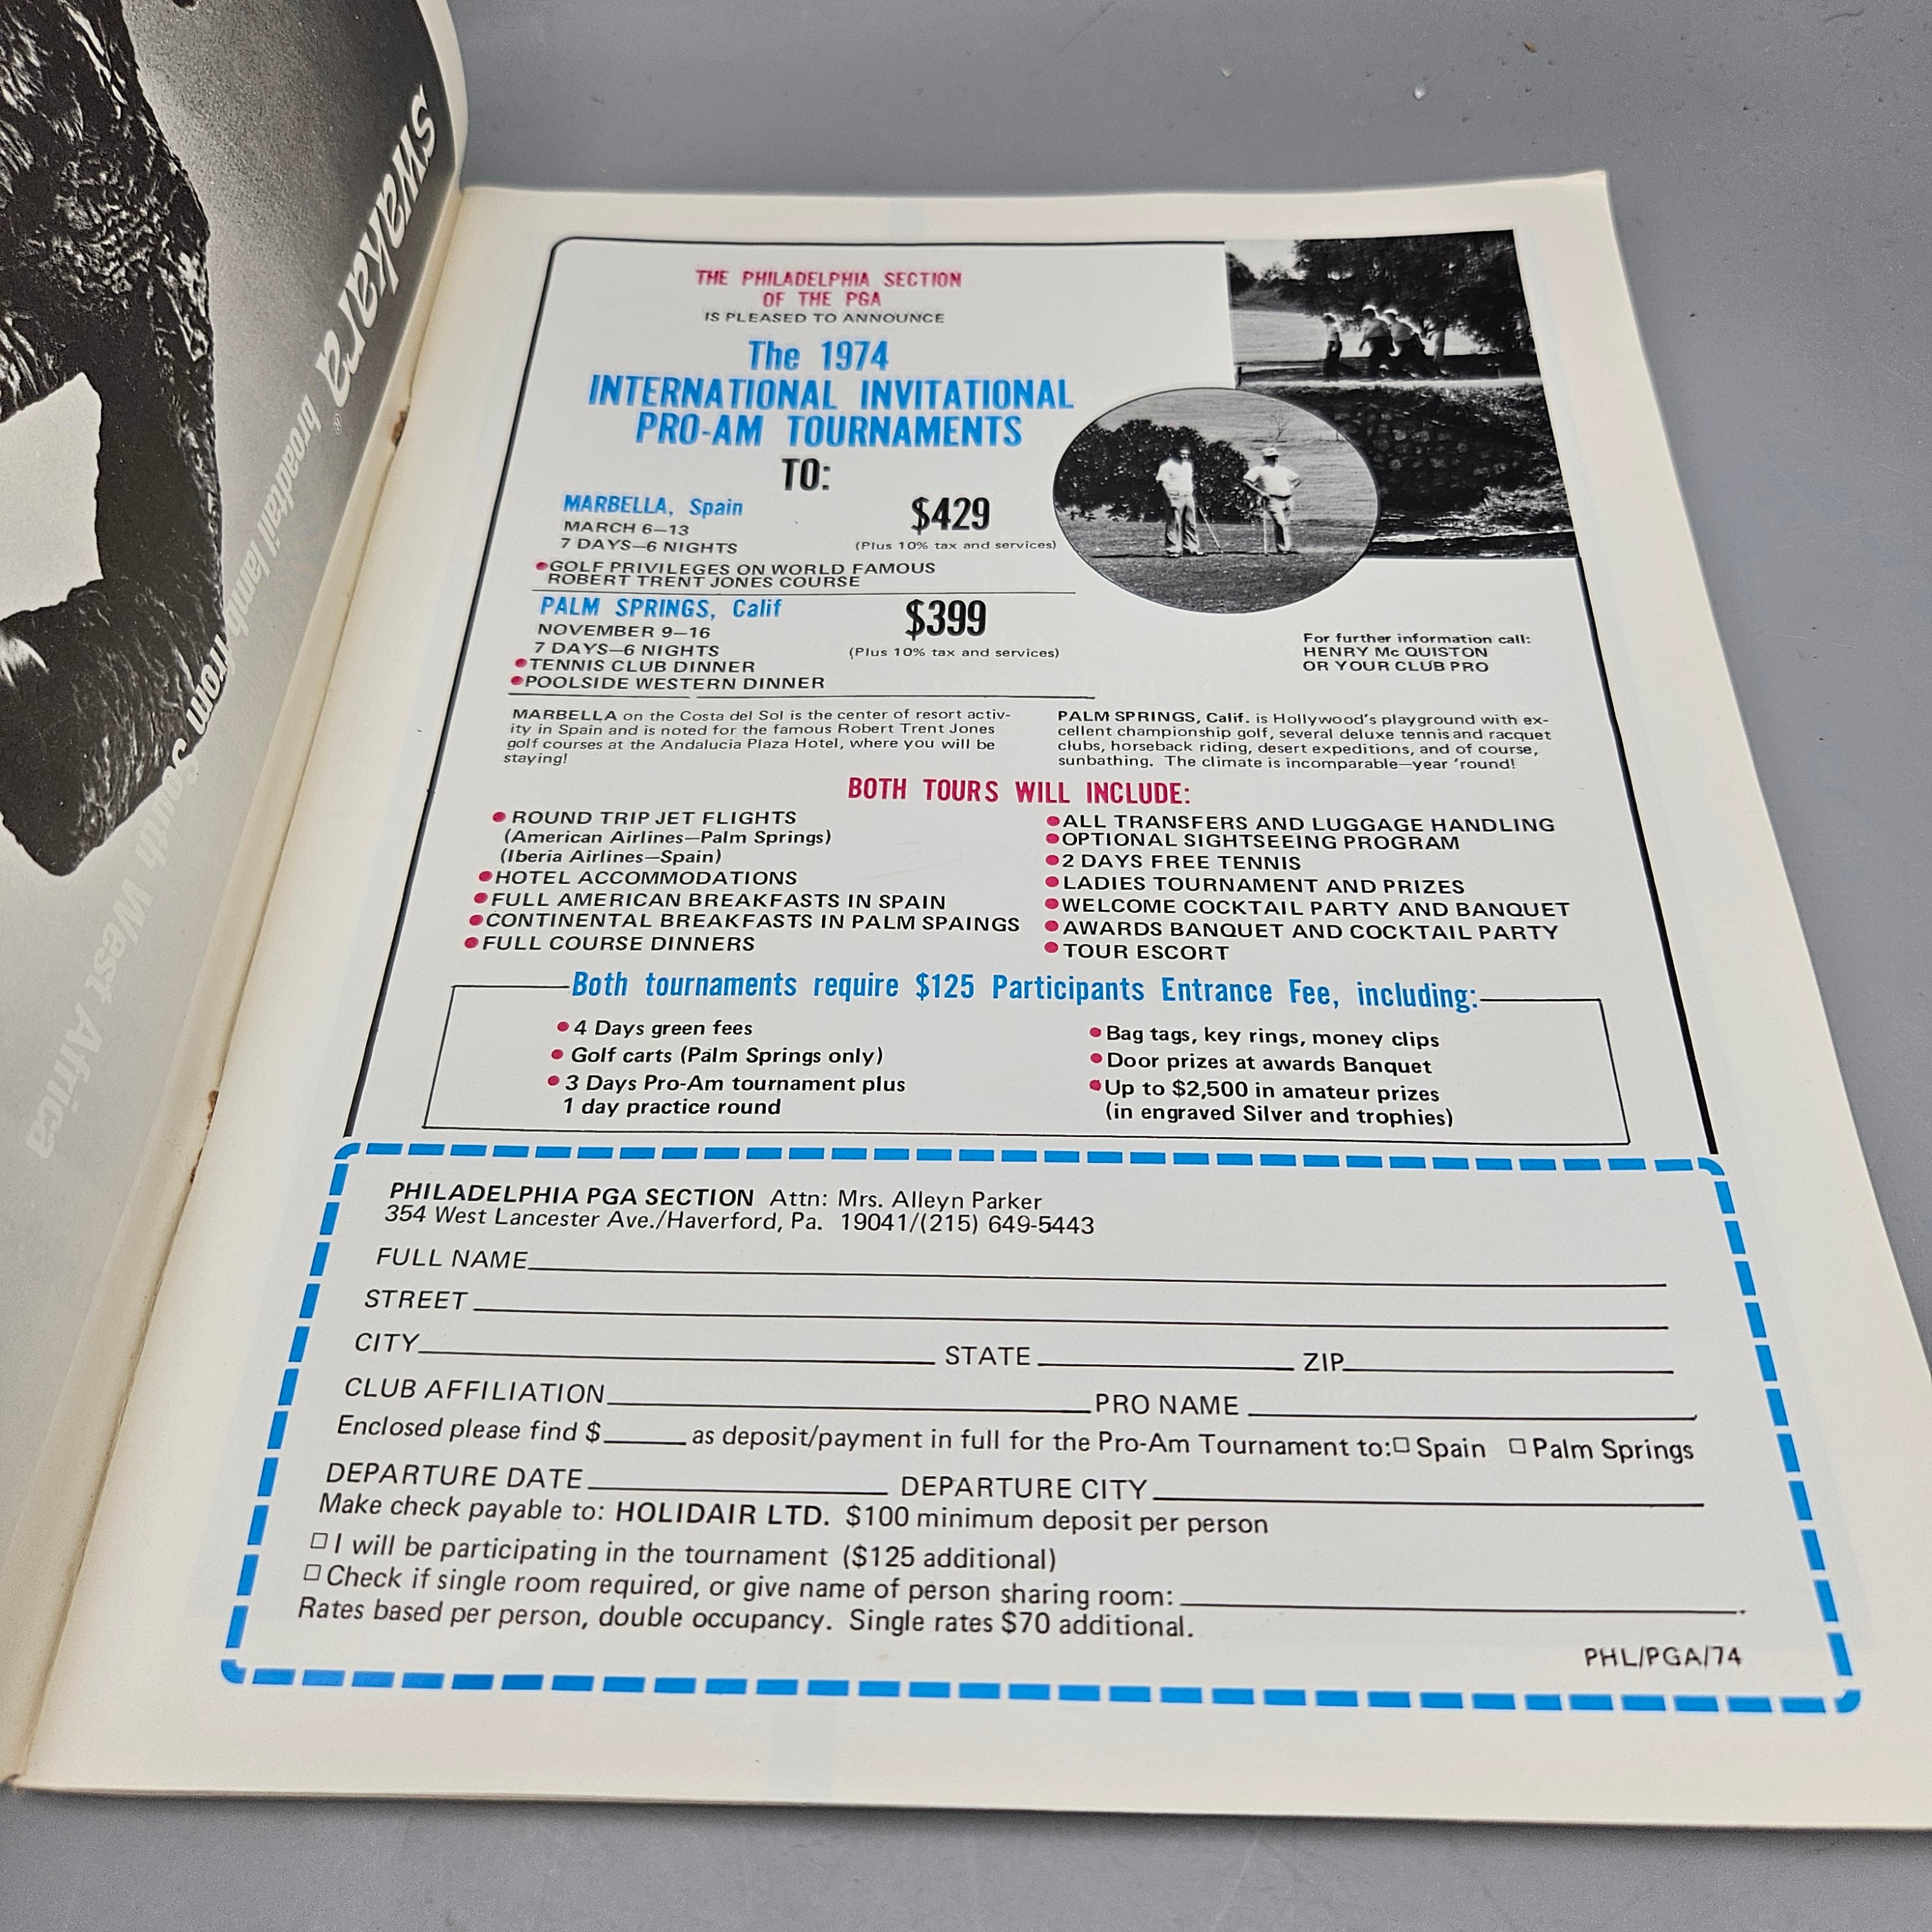 swakara®
broadtail lamb from South West Africa
THE PHILADELPHIA SECTION
OF THE PGA
IS PLEASED TO ANNOUNCE
The 1974
INTERNATIONAL INVITATIONAL
PRO-AM TOURNAMENTS
TO:
MARBELLA, Spain
MARCH 6–13
7 DAYS–6 NIGHTS
$429
(Plus 10% tax and services)
•GOLF PRIVILEGES ON WORLD FAMOUS
ROBERT TRENT JONES COURSE
PALM SPRINGS, Calif
NOVEMBER 9–16
7 DAYS–6 NIGHTS
$399
(Plus 10% tax and services)
•TENNIS CLUB DINNER
•POOLSIDE WESTERN DINNER
For further information call:
HENRY Mc QUISTON
OR YOUR CLUB PRO
MARBELLA on the Costa del Sol is the center of resort activ-
ity in Spain and is noted for the famous Robert Trent Jones
golf courses at the Andalucia Plaza Hotel, where you will be
staying!
PALM SPRINGS, Calif. is Hollywood's playground with ex-
cellent championship golf, several deluxe tennis and racquet
clubs, horseback riding, desert expeditions, and of course,
sunbathing. The climate is incomparable—year 'round!
BOTH TOURS WILL INCLUDE:
• ROUND TRIP JET FLIGHTS
(American Airlines—Palm Springs)
(Iberia Airlines—Spain)
•HOTEL ACCOMMODATIONS
•FULL AMERICAN BREAKFASTS IN SPAIN
•CONTINENTAL BREAKFASTS IN PALM SPAINGS
•FULL COURSE DINNERS
•ALL TRANSFERS AND LUGGAGE HANDLING
•OPTIONAL SIGHTSEEING PROGRAM
•2 DAYS FREE TENNIS
•LADIES TOURNAMENT AND PRIZES
•WELCOME COCKTAIL PARTY AND BANQUET
•AWARDS BANQUET AND COCKTAIL PARTY
•TOUR ESCORT
Both tournaments require $125 Participants Entrance Fee, including:
• 4 Days green fees
• Golf carts (Palm Springs only)
• 3 Days Pro-Am tournament plus
1 day practice round
• Bag tags, key rings, money clips
• Door prizes at awards Banquet
• Up to $2,500 in amateur prizes
(in engraved Silver and trophies)
PHILADELPHIA PGA SECTION Attn: Mrs. Alleyn Parker
354 West Lancester Ave./Haverford, Pa. 19041/(215) 649-5443
FULL NAME
STREET
CITY STATE ZIP
CLUB AFFILIATION PRO NAME
Enclosed please find $ as deposit/payment in full for the Pro-Am Tournament to:□ Spain □ Palm Springs
DEPARTURE DATE DEPARTURE CITY
Make check payable to: HOLIDAIR LTD. $100 minimum deposit per person
□ I will be participating in the tournament ($125 additional)
□ Check if single room required, or give name of person sharing room:
Rates based per person, double occupancy. Single rates $70 additional.
PHL/PGA/74